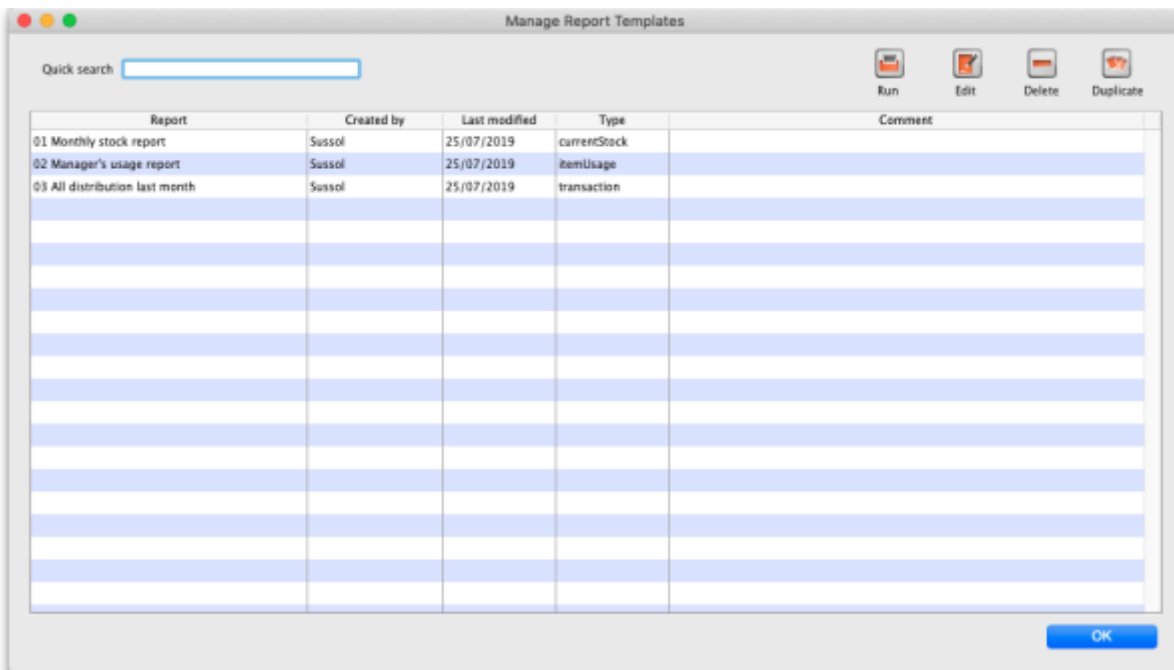 Manage Report Templates
Quick search
Run Edit Delete Duplicate
Report Created by Last modified Type Comment
01 Monthly stock report Sussol 25/07/2019 currentStock
02 Manager's usage report Sussol 25/07/2019 itemUsage
03 All distribution last month Sussol 25/07/2019 transaction
OK